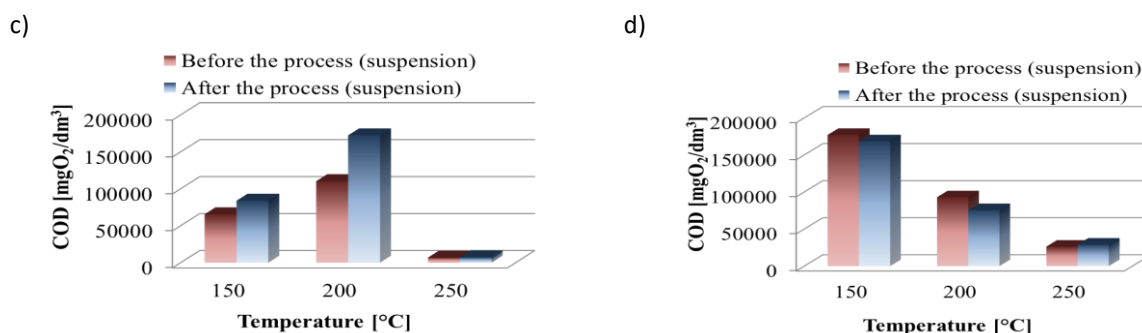 c)
Before the process (suspension)
After the process (suspension)
COD [mgO₂/dm³]
200000
150000
100000
50000
0
150 200 250
Temperature [°C]
d)
Before the process (suspension)
After the process (suspension)
COD [mgO₂/dm³]
200000
150000
100000
50000
0
150 200 250
Temperature [°C]